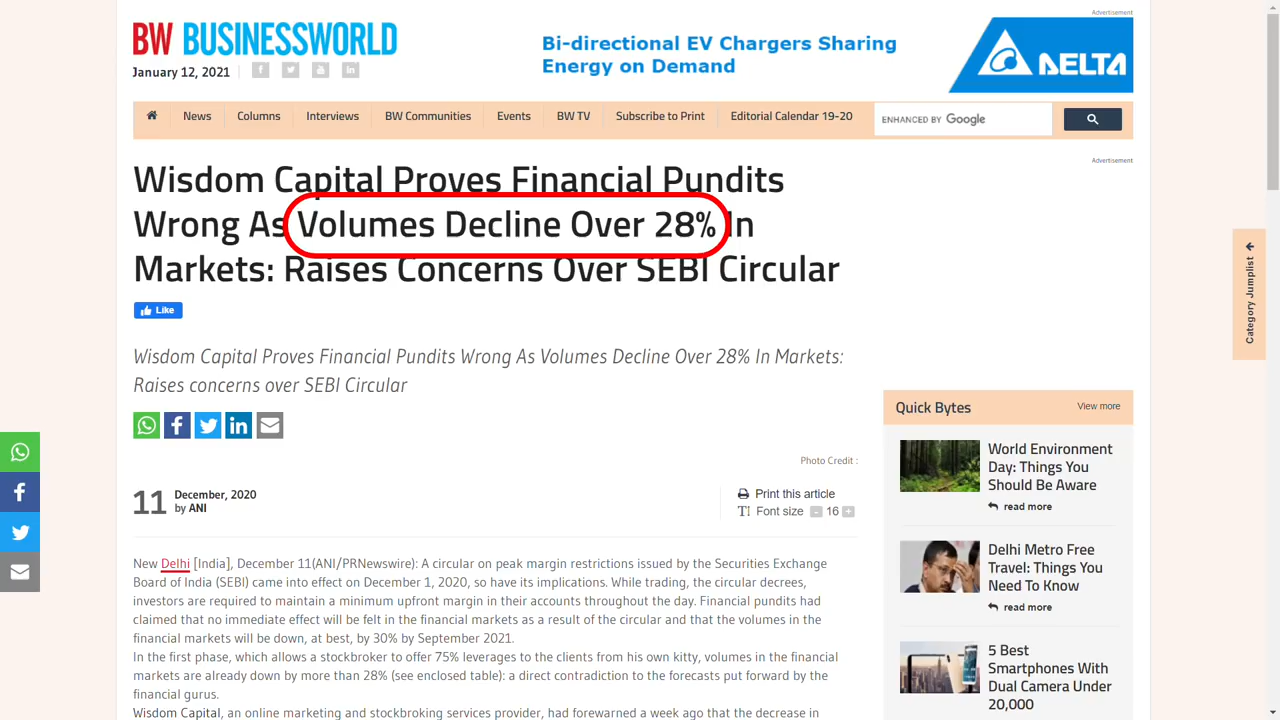 Advertisement
BW BUSINESSWORLD
January 12, 2021
Bi-directional EV Chargers Sharing
Energy on Demand
DELTA
News
Columns
Interviews
BW Communities
Events
BW TV
Subscribe to Print
Editorial Calendar 19-20
ENHANCED BY Google
Advertisement
Wisdom Capital Proves Financial Pundits
Wrong As Volumes Decline Over 28% In
Markets: Raises Concerns Over SEBI Circular
Like
Wisdom Capital Proves Financial Pundits Wrong As Volumes Decline Over 28% In Markets:
Raises concerns over SEBI Circular
Photo Credit :
11
December, 2020
by ANI
Print this article
Font size - 16 +
New Delhi [India], December 11(ANI/PRNewswire): A circular on peak margin restrictions issued by the Securities Exchange
Board of India (SEBI) came into effect on December 1, 2020, so have its implications. While trading, the circular decrees,
investors are required to maintain a minimum upfront margin in their accounts throughout the day. Financial pundits had
claimed that no immediate effect will be felt in the financial markets as a result of the circular and that the volumes in the
financial markets will be down, at best, by 30% by September 2021.
In the first phase, which allows a stockbroker to offer 75% leverages to the clients from his own kitty, volumes in the financial
markets are already down by more than 28% (see enclosed table): a direct contradiction to the forecasts put forward by the
financial gurus.
Wisdom Capital, an online marketing and stockbroking services provider, had forewarned a week ago that the decrease in
Category Jumplist
Quick Bytes
View more
World Environment
Day: Things You
Should Be Aware
read more
Delhi Metro Free
Travel: Things You
Need To Know
read more
5 Best
Smartphones With
Dual Camera Under
20,000